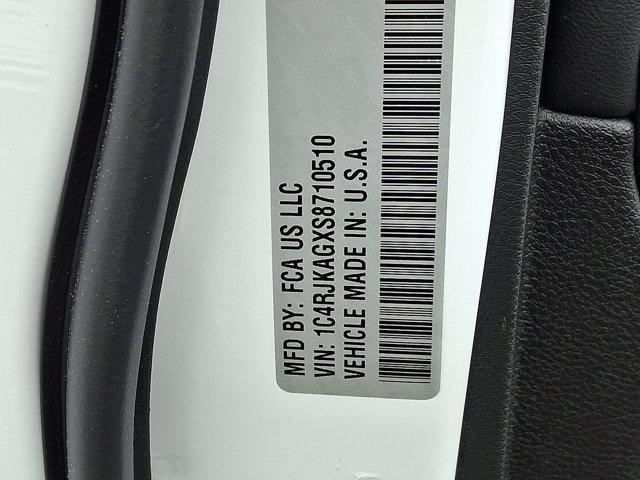 MFD BY: FCA US LLC
VIN: 1C4RJKAGXS8710510
VEHICLE MADE IN: U.S.A.